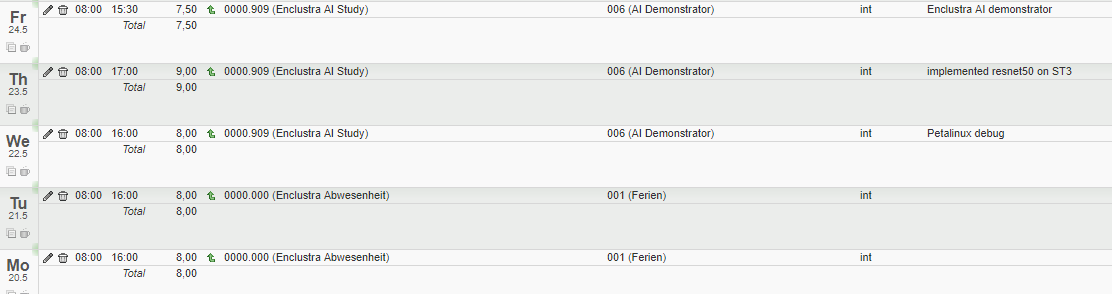 Fr
24.5
08:00 15:30 7,50 0000.909 (Enclustra AI Study) 006 (AI Demonstrator) int Enclustra AI demonstrator
Total 7,50
Th
23.5
08:00 17:00 9,00 0000.909 (Enclustra AI Study) 006 (AI Demonstrator) int implemented resnet50 on ST3
Total 9,00
We
22.5
08:00 16:00 8,00 0000.909 (Enclustra AI Study) 006 (AI Demonstrator) int Petalinux debug
Total 8,00
Tu
21.5
08:00 16:00 8,00 0000.000 (Enclustra Abwesenheit) 001 (Ferien) int
Total 8,00
Mo
20.5
08:00 16:00 8,00 0000.000 (Enclustra Abwesenheit) 001 (Ferien) int
Total 8,00